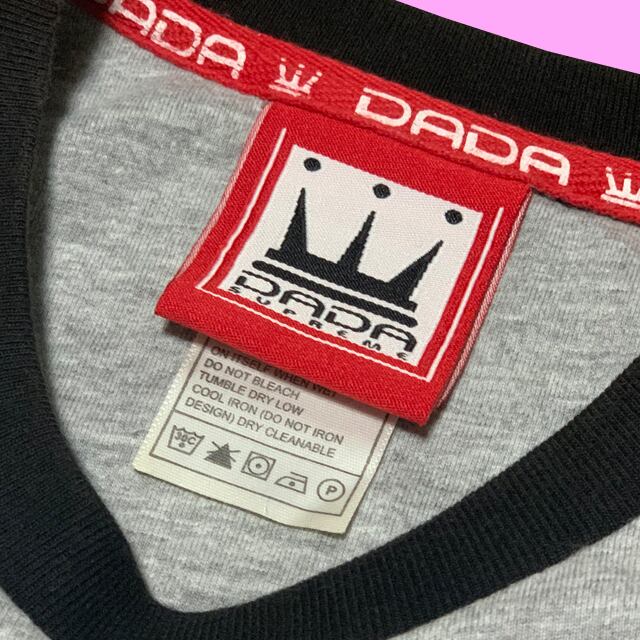 DADA DADA
DADA
SUPREME
ON ITSELF WHEN WET
DO NOT BLEACH
TUMBLE DRY LOW
COOL IRON (DO NOT IRON
DESIGN) DRY CLEANABLE
30C
P